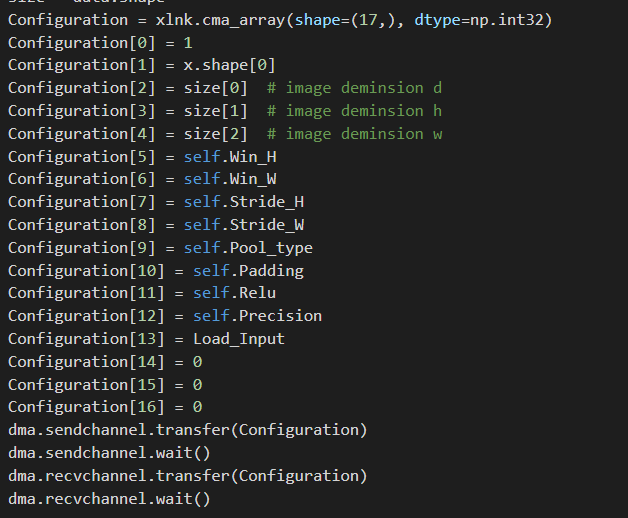 size = data.shape
Configuration = xlnk.cma_array(shape=(17,), dtype=np.int32)
Configuration[0] = 1
Configuration[1] = x.shape[0]
Configuration[2] = size[0]  # image deminsion d
Configuration[3] = size[1]  # image deminsion h
Configuration[4] = size[2]  # image deminsion w
Configuration[5] = self.Win_H
Configuration[6] = self.Win_W
Configuration[7] = self.Stride_H
Configuration[8] = self.Stride_W
Configuration[9] = self.Pool_type
Configuration[10] = self.Padding
Configuration[11] = self.Relu
Configuration[12] = self.Precision
Configuration[13] = Load_Input
Configuration[14] = 0
Configuration[15] = 0
Configuration[16] = 0
dma.sendchannel.transfer(Configuration)
dma.sendchannel.wait()
dma.recvchannel.transfer(Configuration)
dma.recvchannel.wait()